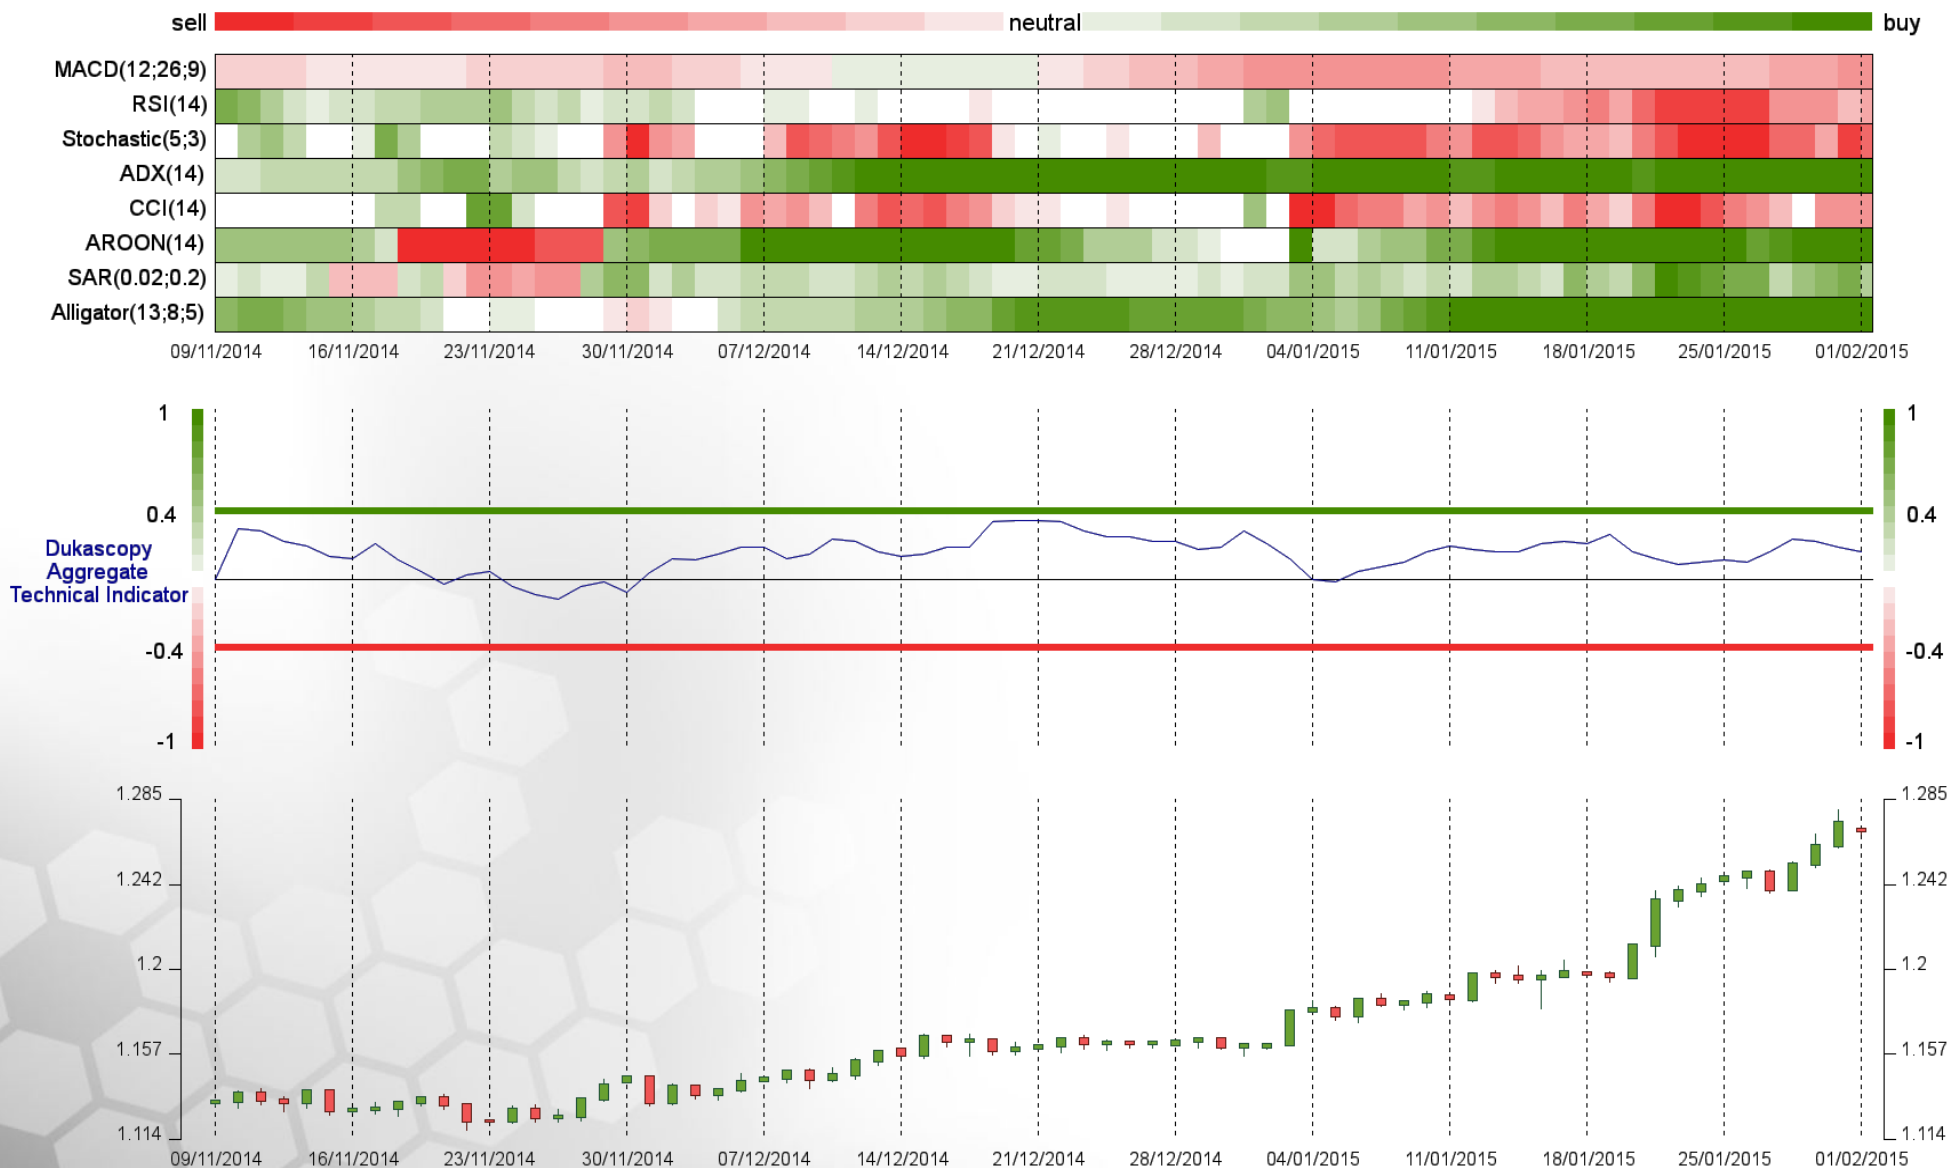 sell neutral buy
MACD(12;26;9)
RSI(14)
Stochastic(5;3)
ADX(14)
CCI(14)
AROON(14)
SAR(0.02;0.2)
Alligator(13;8;5)
09/11/2014 16/11/2014 23/11/2014 30/11/2014 07/12/2014 14/12/2014 21/12/2014 28/12/2014 04/01/2015 11/01/2015 18/01/2015 25/01/2015 01/02/2015
1 1
0.4 0.4
Dukascopy
Aggregate
Technical Indicator
-0.4 -0.4
-1 -1
1.285 1.285
1.242 1.242
1.2 1.2
1.157 1.157
1.114 1.114
09/11/2014 16/11/2014 23/11/2014 30/11/2014 07/12/2014 14/12/2014 21/12/2014 28/12/2014 04/01/2015 11/01/2015 18/01/2015 25/01/2015 01/02/2015